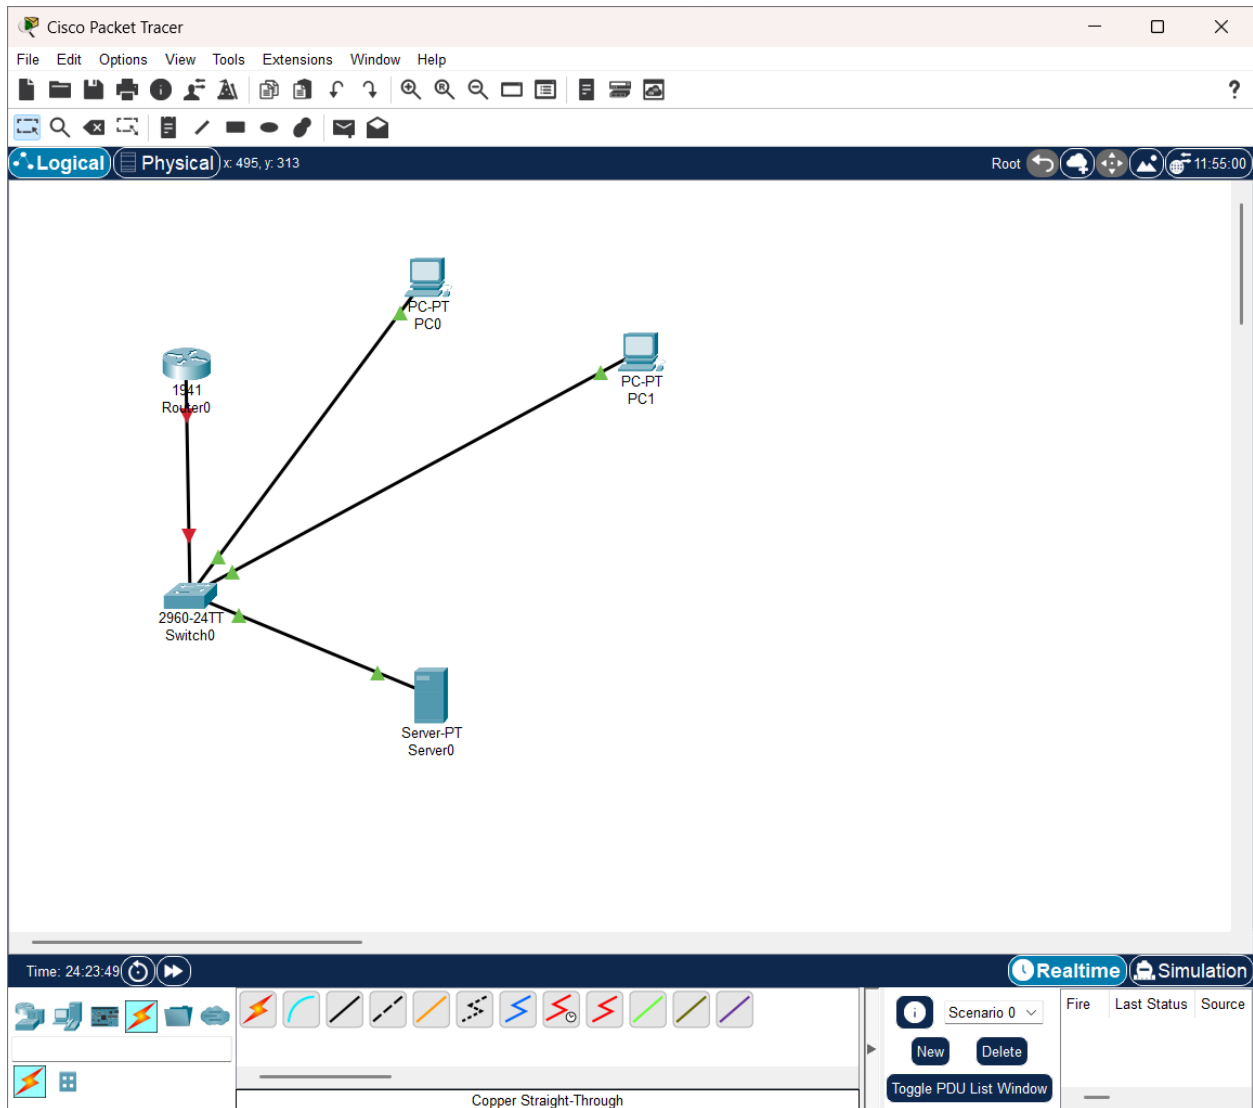 Cisco Packet Tracer
File Edit Options View Tools Extensions Window Help
?
Logical Physical x: 495, y: 313 Root 11:55:00
PC-PT
PC0
PC-PT
PC1
1941
Router0
2960-24TT
Switch0
Server-PT
Server0
Time: 24:23:49 Realtime Simulation
Scenario 0 Fire Last Status Source
New Delete
Toggle PDU List Window
Copper Straight-Through